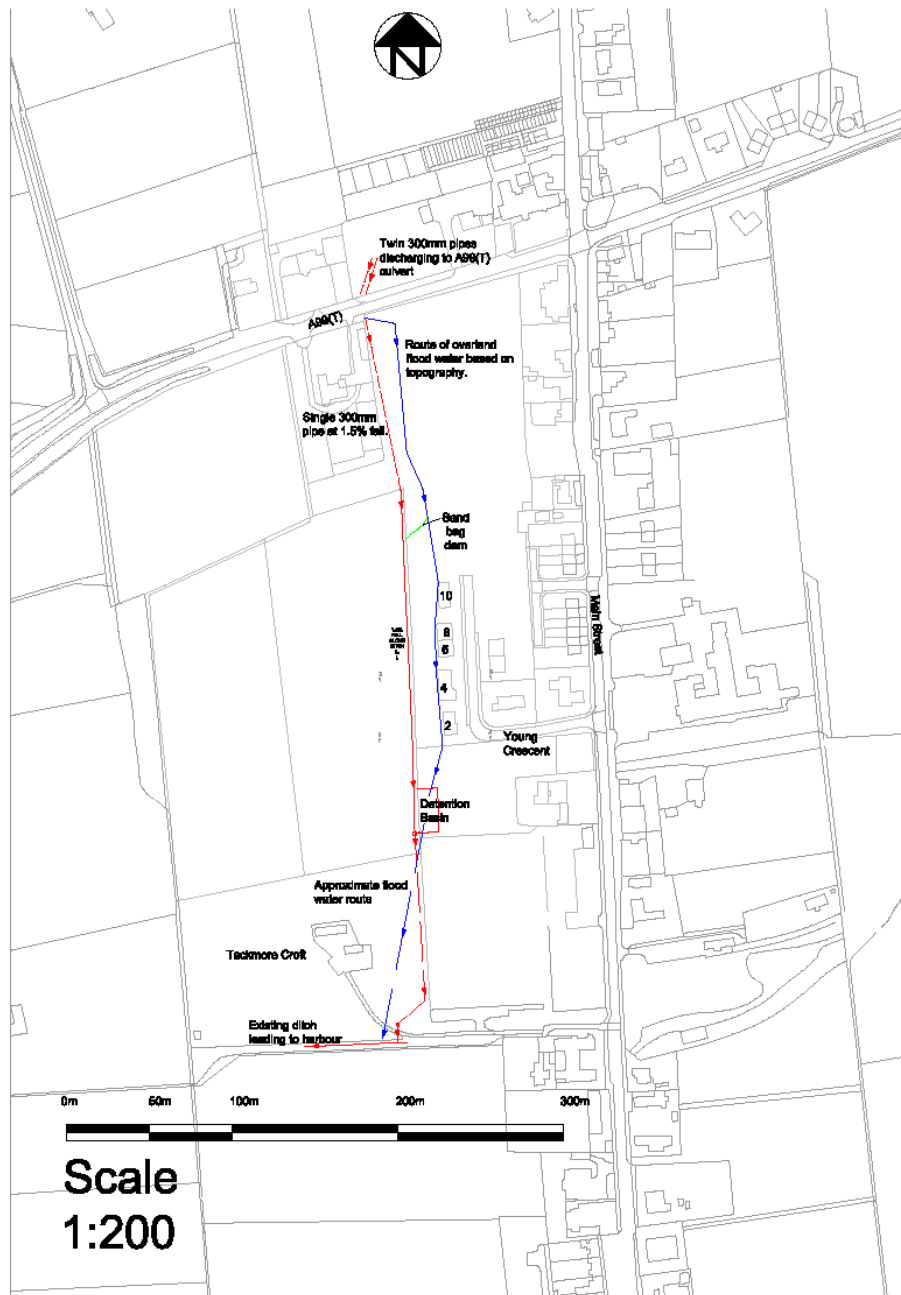 N
Twin 300mm pipes
discharging to A99(T)
culvert
A99(T)
Route of overland
flood water based on
topography.
Single 300mm
pipe at 1.5% fall.
Sand
bag
dam
10
8
6
4
2
Main Street
Young
Crescent
Detention
Basin
Approximate flood
water route
Tackmore Croft
Existing ditch
leading to harbour
0m 50m 100m 200m 300m
Scale
1:200